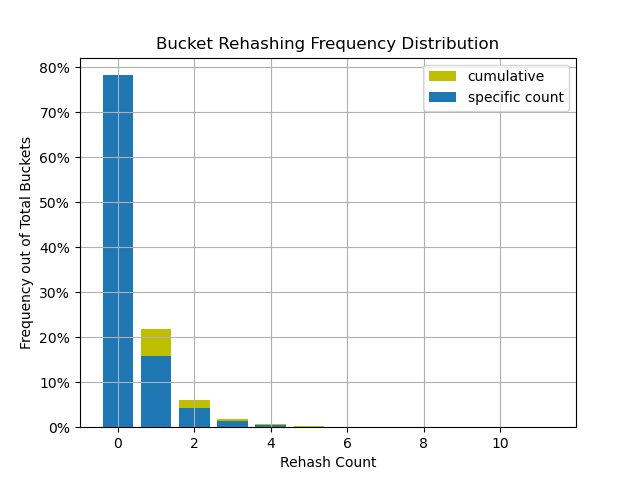 Bucket Rehashing Frequency Distribution
cumulative
specific count
Frequency out of Total Buckets
80%
70%
60%
50%
40%
30%
20%
10%
0%
0 2 4 6 8 10
Rehash Count